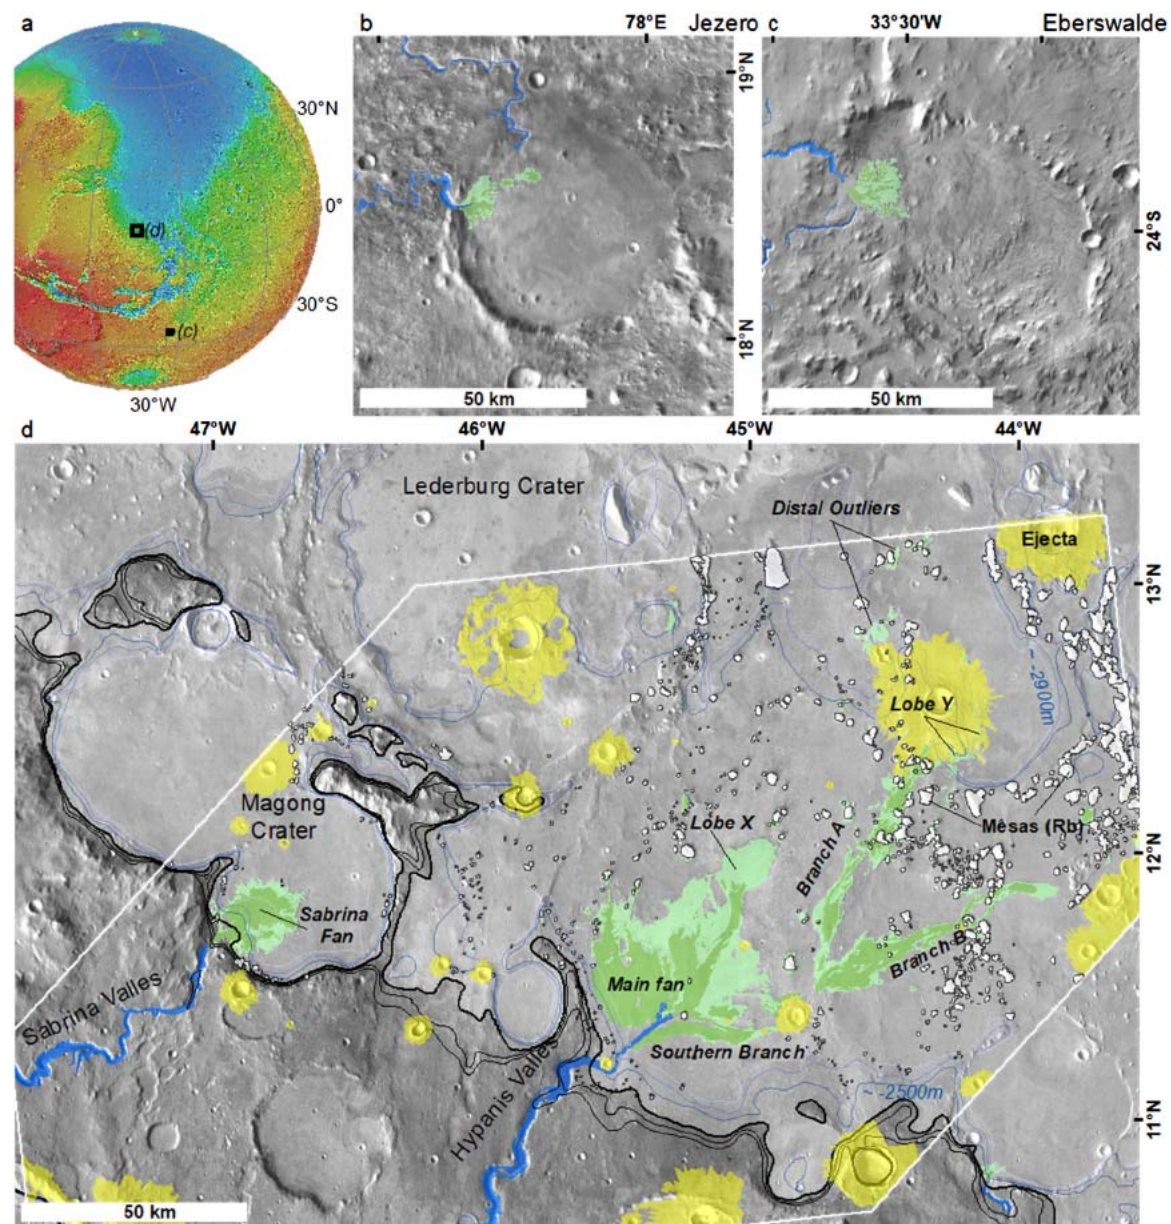 a
30°N
0°
(d)
30°S
(c)
30°W
b
78°E
Jezero
19°N
18°N
50 km
c
33°30'W
Eberswalde
24°S
50 km
d
47°W
46°W
45°W
44°W
Lederburg Crater
Distal Outliers
Ejecta
13°N
~ -2900m
Lobe Y
Magong
Crater
Lobe X
Branch A
Mesas (Rb)
12°N
Sabrina
Fan
Branch B
Sabrina Valles
Main fan
Southern Branch
Hypanis Valles
~ -2500m
11°N
50 km